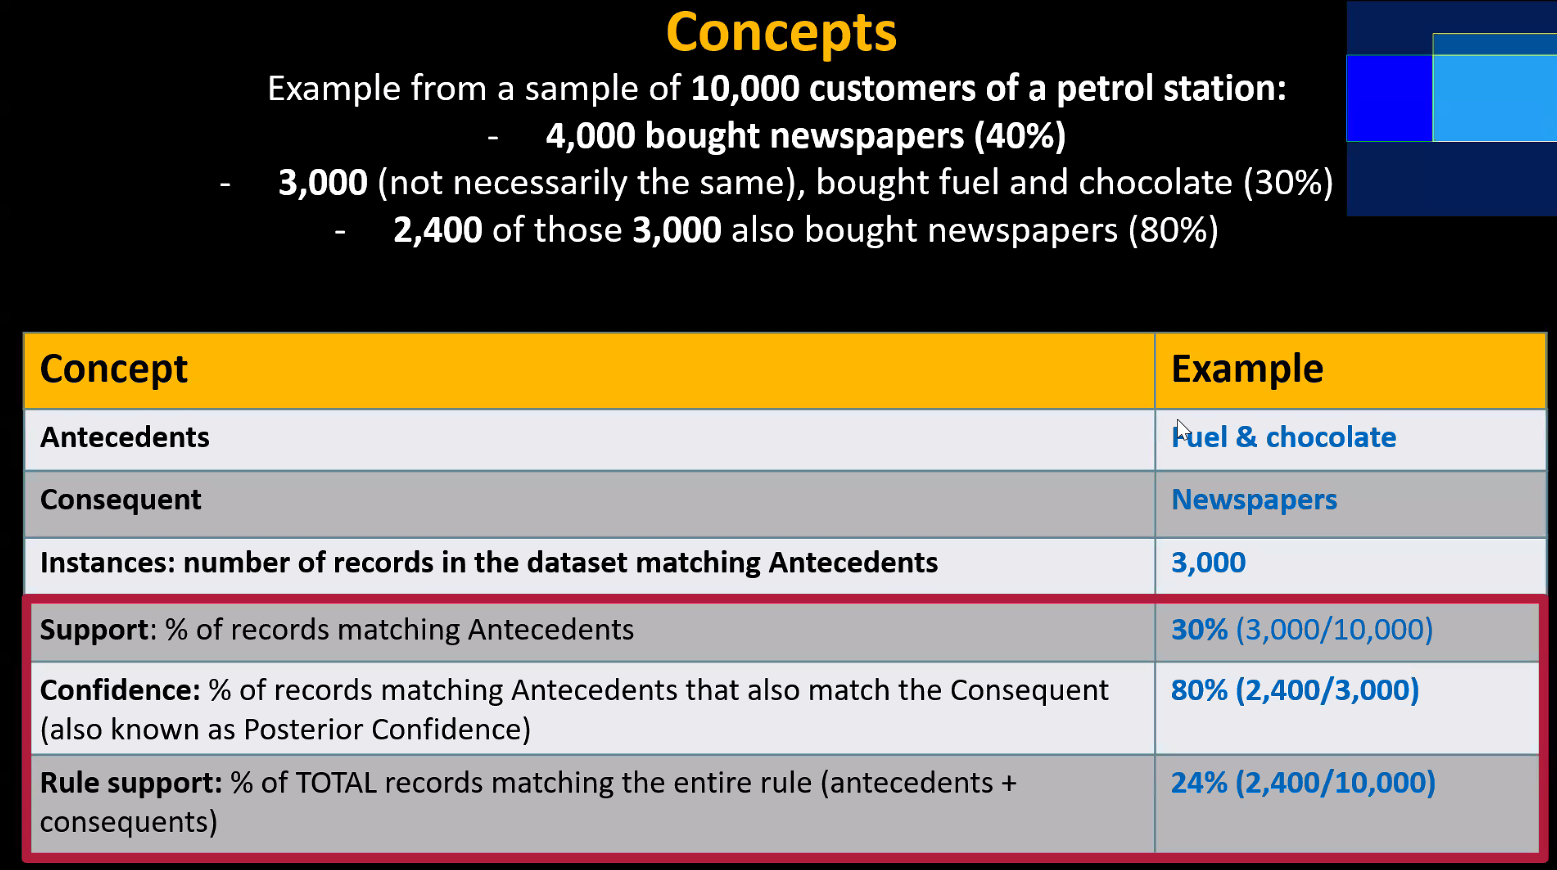 Concepts
Example from a sample of 10,000 customers of a petrol station:
- 4,000 bought newspapers (40%)
- 3,000 (not necessarily the same), bought fuel and chocolate (30%)
- 2,400 of those 3,000 also bought newspapers (80%)
Concept Example
Antecedents Fuel & chocolate
Consequent Newspapers
Instances: number of records in the dataset matching Antecedents 3,000
Support: % of records matching Antecedents 30% (3,000/10,000)
Confidence: % of records matching Antecedents that also match the Consequent 80% (2,400/3,000)
(also known as Posterior Confidence)
Rule support: % of TOTAL records matching the entire rule (antecedents + 24% (2,400/10,000)
consequents)